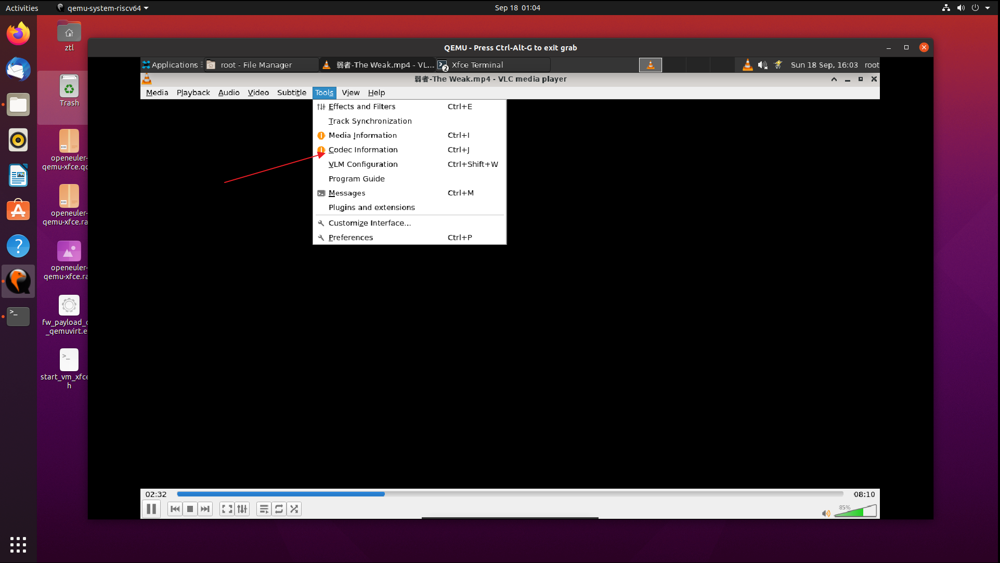 Activities
qemu-system-riscv64
Sep 18 01:04
ztl
Trash
openeuler-
qemu-xfce.qc
openeuler-
qemu-xfce.ra
openeuler-
qemu-xfce.ra
fw_payload_o
_qemuvirt.e
start_vm_xfce
h
QEMU - Press Ctrl-Alt-G to exit grab
Applications
root - File Manager
弱者-The Weak.mp4 - VL...
2
Xfce Terminal
Sun 18 Sep, 16:03
root
弱者-The Weak.mp4 - VLC media player
Media Playback Audio Video Subtitle Tools View Help
Effects and Filters Ctrl+E
Track Synchronization
Media Information Ctrl+I
Codec Information Ctrl+J
VLM Configuration Ctrl+Shift+W
Program Guide
Messages Ctrl+M
Plugins and extensions
Customize Interface...
Preferences Ctrl+P
02:32
08:10
85%